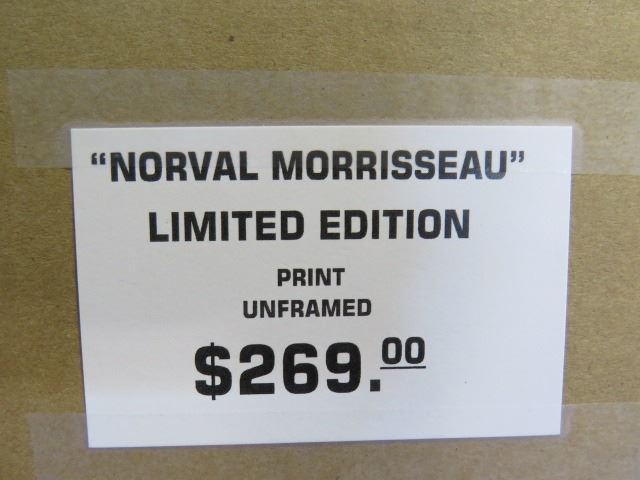 “NORVAL MORRISSEAU”
LIMITED EDITION
PRINT
UNFRAMED
$269.00